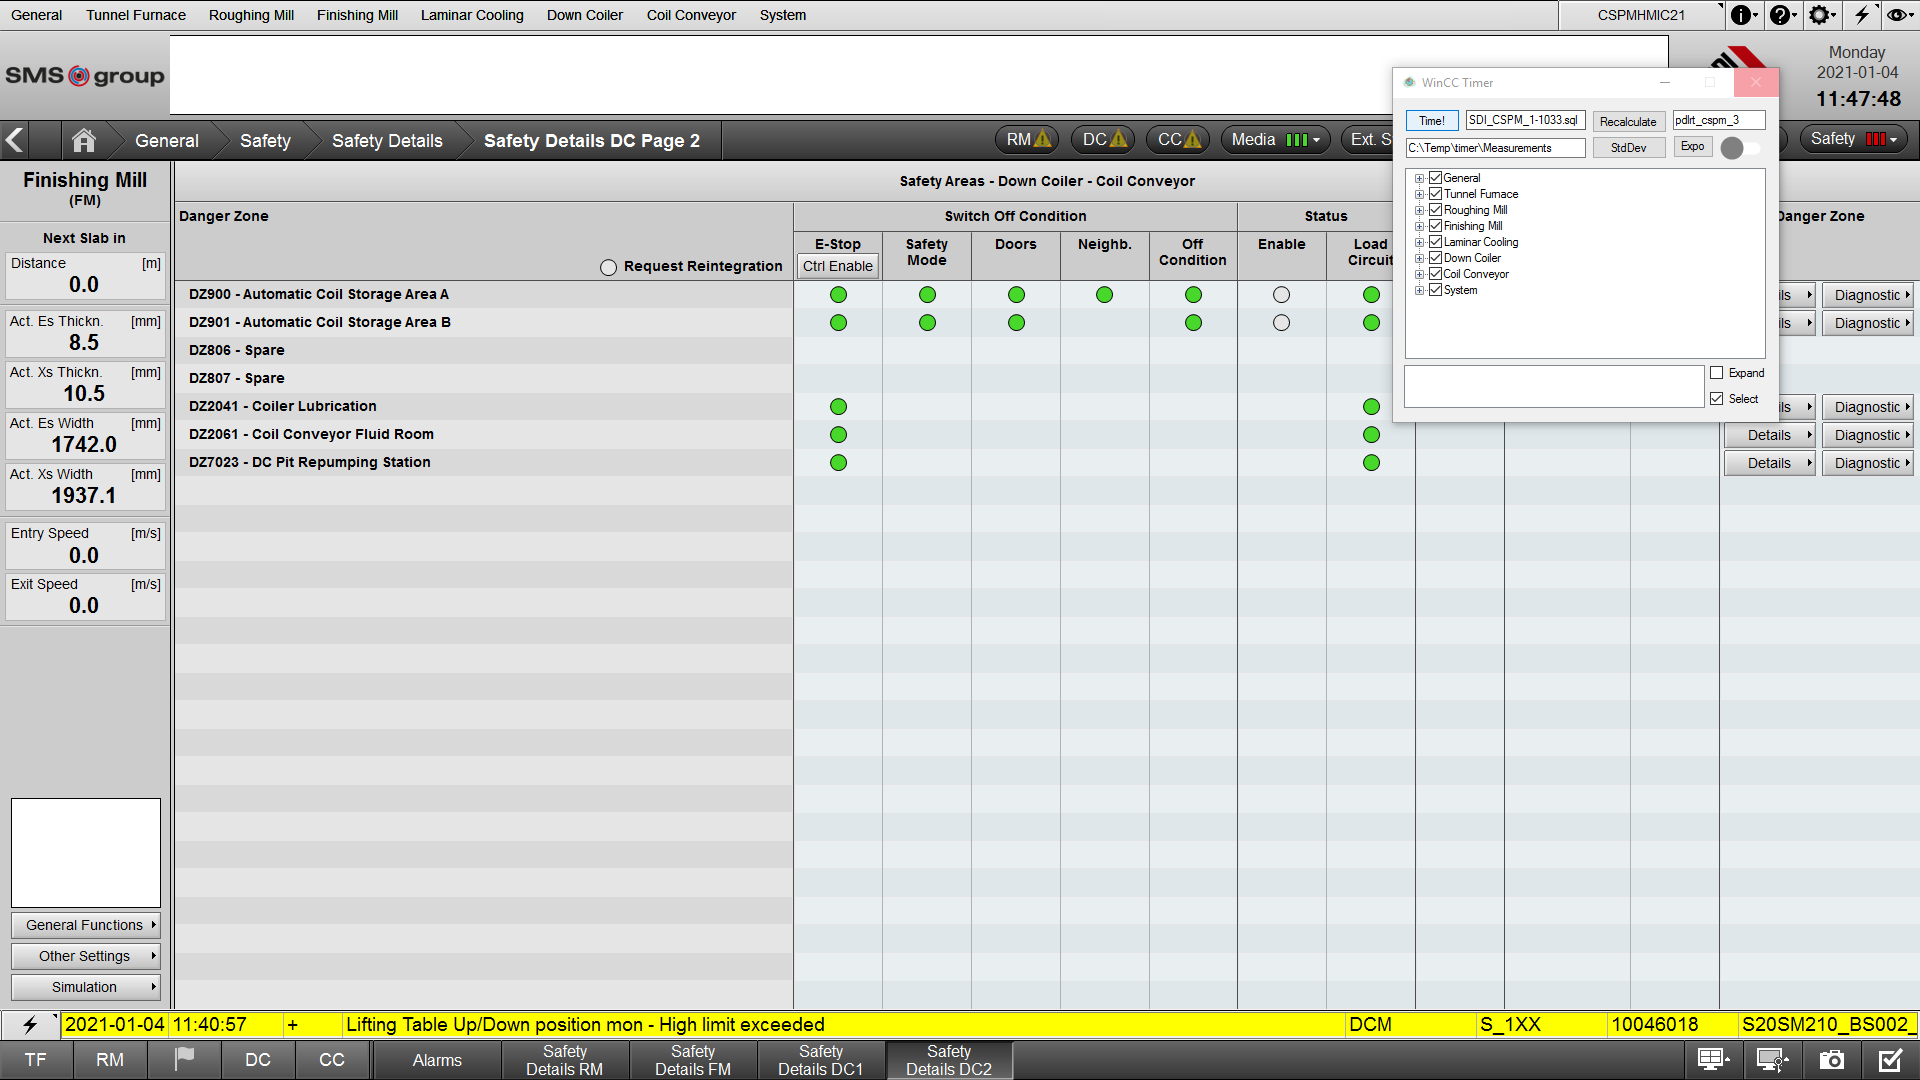 General Tunnel Furnace Roughing Mill Finishing Mill Laminar Cooling Down Coiler Coil Conveyor System CSPMHMIC21
SMS group
Monday
2021-01-04
11:47:48
General Safety Safety Details Safety Details DC Page 2 RM DC CC Media Ext. S Safety
Finishing Mill
(FM)
Next Slab in
Distance [m]
0.0
Act. Es Thickn. [mm]
8.5
Act. Xs Thickn. [mm]
10.5
Act. Es Width [mm]
1742.0
Act. Xs Width [mm]
1937.1
Entry Speed [m/s]
0.0
Exit Speed [m/s]
0.0
General Functions
Other Settings
Simulation
Safety Areas - Down Coiler - Coil Conveyor
Danger Zone Switch Off Condition Status Danger Zone
Request Reintegration
E-Stop
Ctrl Enable
Safety
Mode
Doors
Neighb.
Off
Condition
Enable
Load
Circuit
DZ900 - Automatic Coil Storage Area A ils Diagnostic
DZ901 - Automatic Coil Storage Area B ils Diagnostic
DZ806 - Spare
DZ807 - Spare
DZ2041 - Coiler Lubrication ils Diagnostic
DZ2061 - Coil Conveyor Fluid Room Details Diagnostic
DZ7023 - DC Pit Repumping Station Details Diagnostic
WinCC Timer
Time! SDI_CSPM_1-1033.sql Recalculate pdlrt_cspm_3
C:\Temp\timer\Measurements StdDev Expo
General
Tunnel Furnace
Roughing Mill
Finishing Mill
Laminar Cooling
Down Coiler
Coil Conveyor
System
Expand
Select
2021-01-04 11:40:57 + Lifting Table Up/Down position mon - High limit exceeded DCM S_1XX 10046018 S20SM210_BS002_
TF RM DC CC Alarms
Safety
Details RM
Safety
Details FM
Safety
Details DC1
Safety
Details DC2